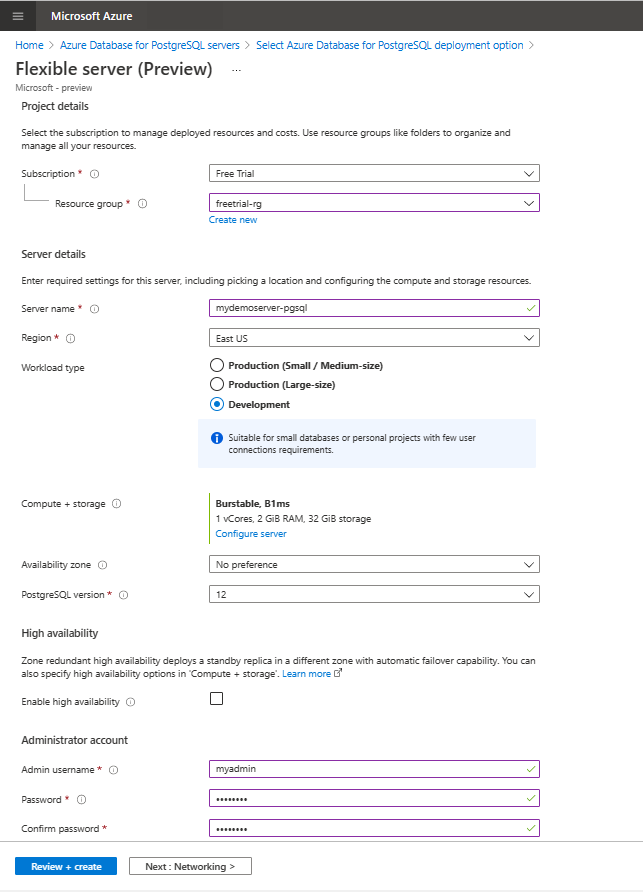 Microsoft Azure
Home > Azure Database for PostgreSQL servers > Select Azure Database for PostgreSQL deployment option >
Flexible server (Preview) ...
Microsoft - preview
Project details
Select the subscription to manage deployed resources and costs. Use resource groups like folders to organize and
manage all your resources.
Subscription *
Free Trial
Resource group *
freetrial-rg
Create new
Server details
Enter required settings for this server, including picking a location and configuring the compute and storage resources.
Server name *
mydemoserver-pgsql
Region *
East US
Workload type
Production (Small / Medium-size)
Production (Large-size)
Development
Suitable for small databases or personal projects with few user
connections requirements.
Compute + storage
Burstable, B1ms
1 vCores, 2 GiB RAM, 32 GiB storage
Configure server
Availability zone
No preference
PostgreSQL version *
12
High availability
Zone redundant high availability deploys a standby replica in a different zone with automatic failover capability. You can
also specify high availability options in 'Compute + storage'. Learn more
Enable high availability
Administrator account
Admin username *
myadmin
Password *
••••••••
Confirm password *
••••••••
Review + create
Next : Networking >